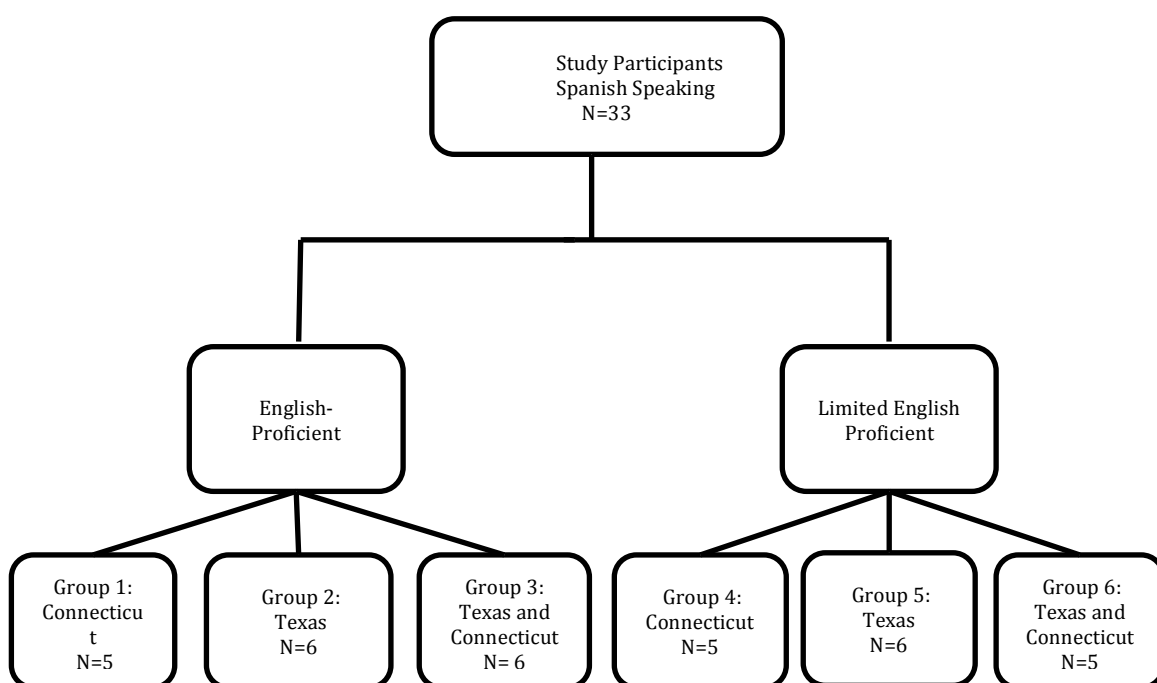 Study Participants
Spanish Speaking
N=33
English-
Proficient
Limited English
Proficient
Group 1:
Connecticu
t
N=5
Group 2:
Texas
N=6
Group 3:
Texas and
Connecticut
N= 6
Group 4:
Connecticut
N=5
Group 5:
Texas
N=6
Group 6:
Texas and
Connecticut
N=5